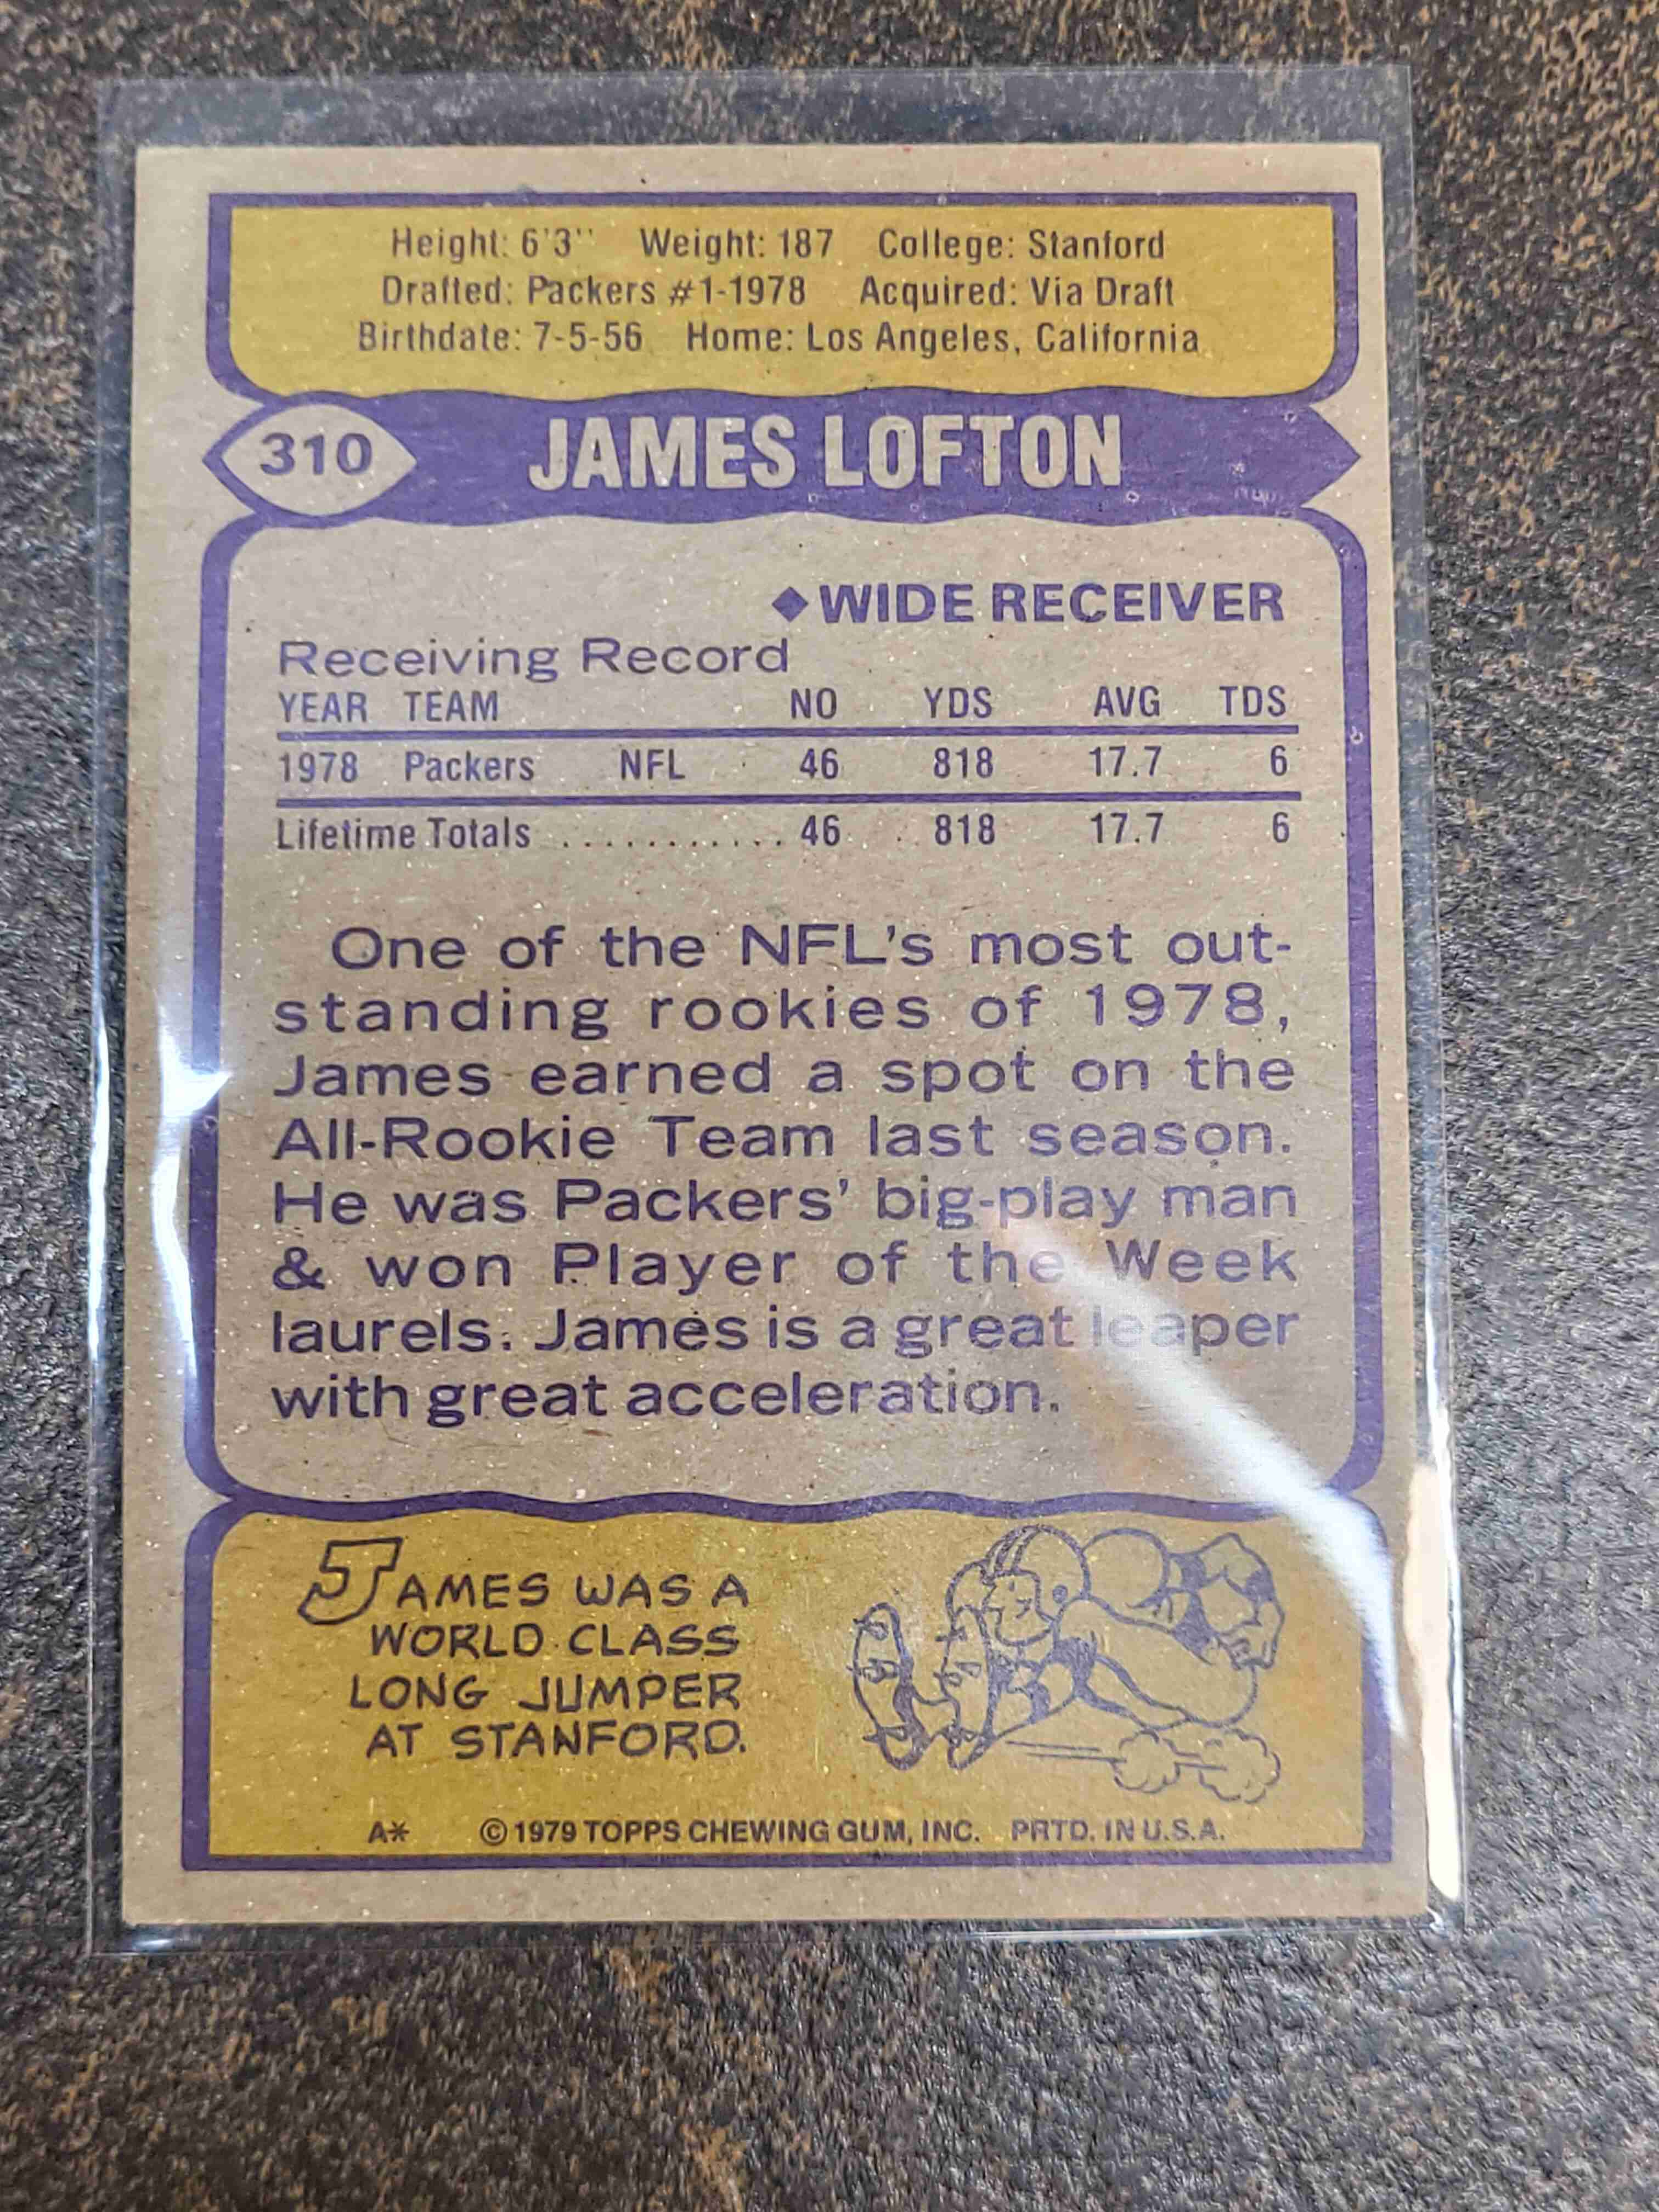 Height: 6'3" Weight: 187 College: Stanford
Drafted: Packers #1-1978 Acquired: Via Draft
Birthdate: 7-5-56 Home: Los Angeles, California
310 JAMES LOFTON
◆WIDE RECEIVER
Receiving Record
YEAR TEAM NO YDS AVG TDS
1978 Packers NFL 46 818 17.7 6
Lifetime Totals ............ 46 818 17.7 6
One of the NFL's most out-
standing rookies of 1978,
James earned a spot on the
All-Rookie Team last season.
He was Packers' big-play man
& won Player of the Week
laurels. James is a great leaper
with great acceleration.
JAMES WAS A
WORLD CLASS
LONG JUMPER
AT STANFORD.
A* ©1979 TOPPS CHEWING GUM, INC. PRTD. IN U.S.A.